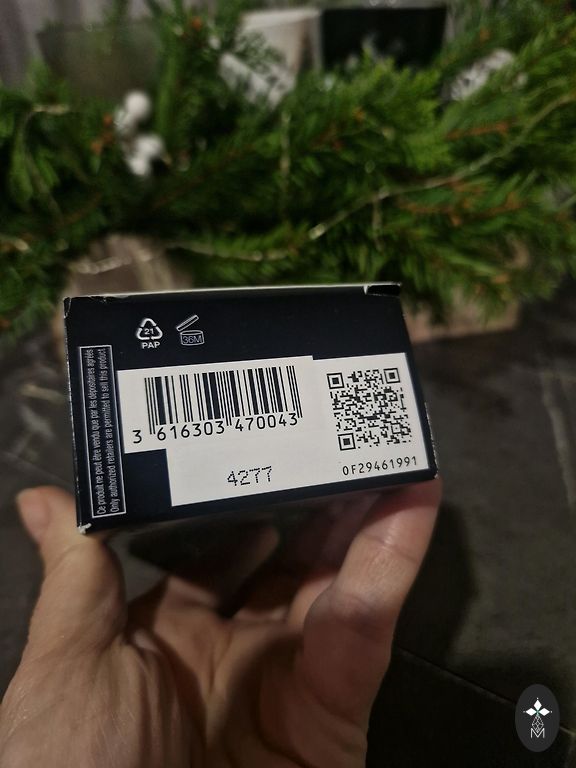 21
PAP
36M
Ce produit ne peut être vendu que par les dépositaires agréés
Only authorized retailers are permitted to sell this product
3 616303 470043
4277
0F29461991
M